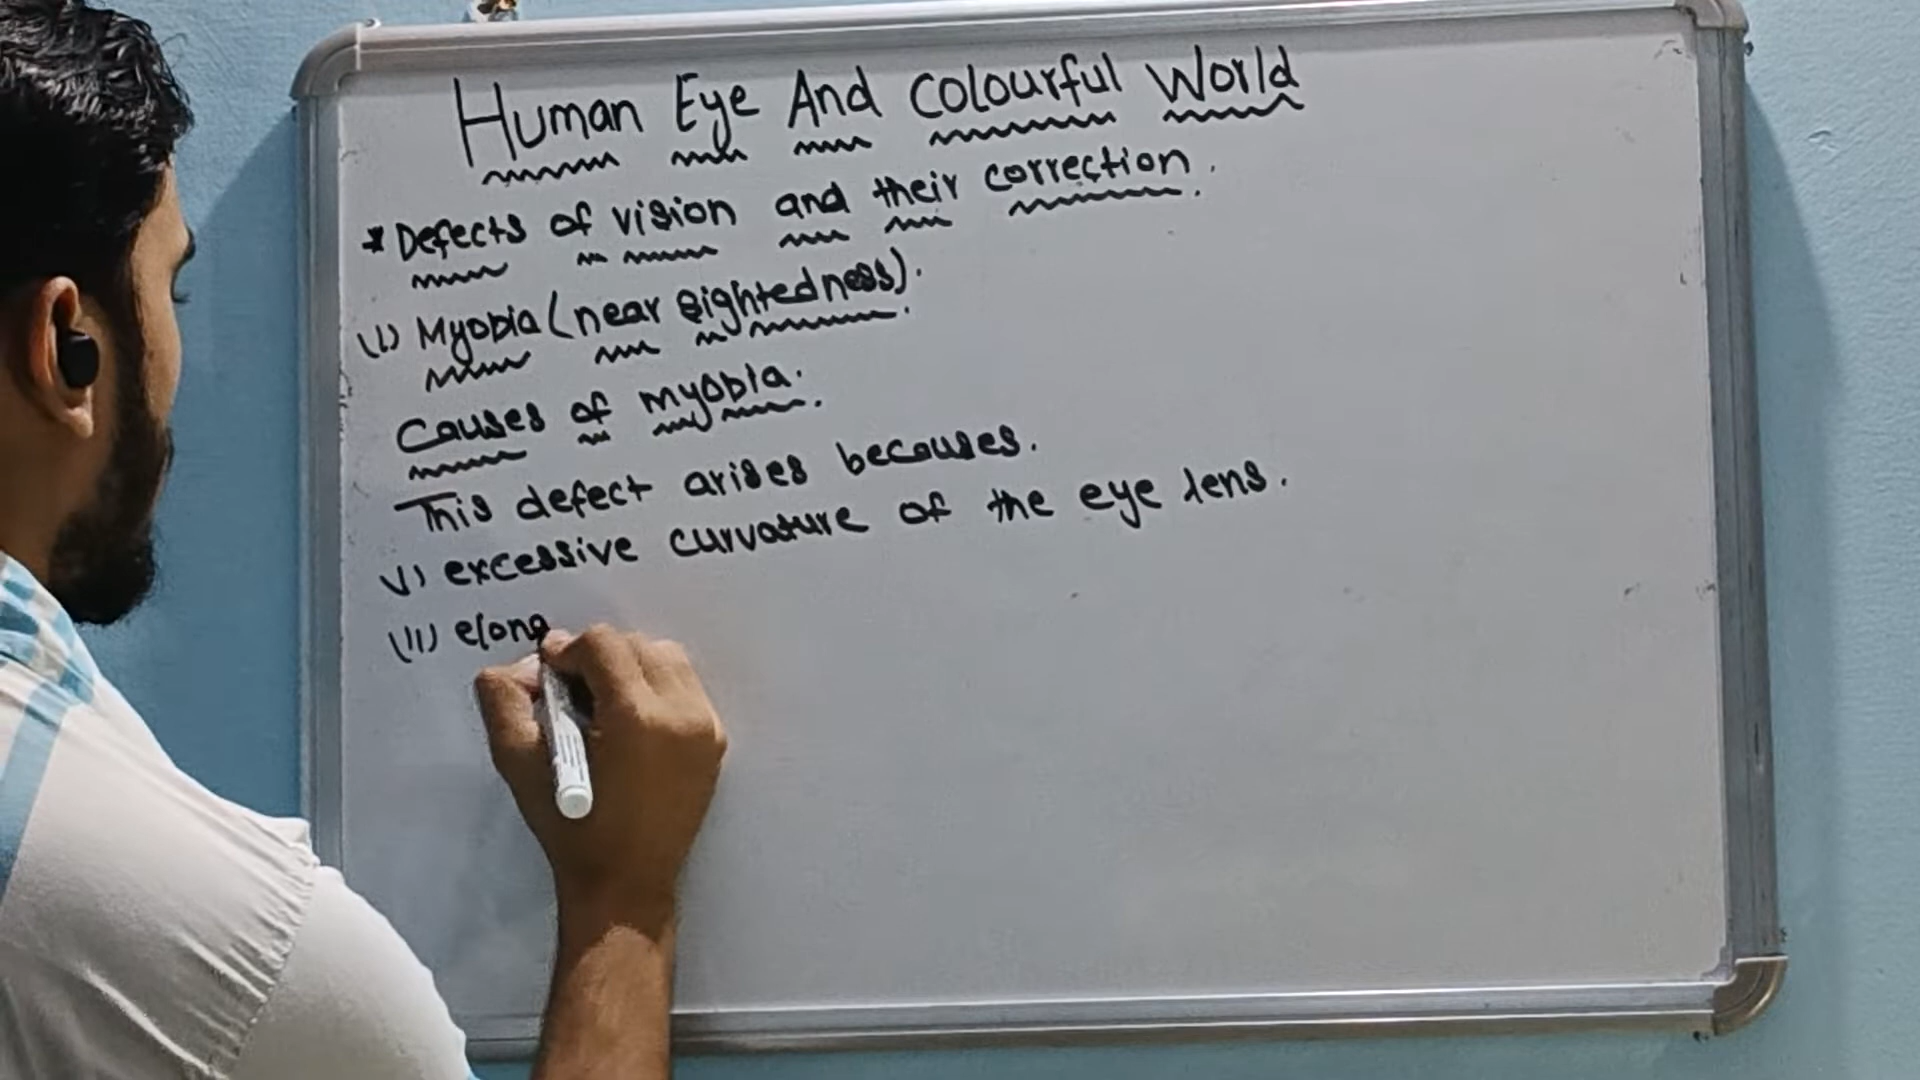 Human Eye And Colourful World
* Defects of vision and their correction.
(i) Myopia (near sightedness).
Causes of myopia.
This defect arises becauses.
(i) excessive curvature of the eye lens.
(ii) elong